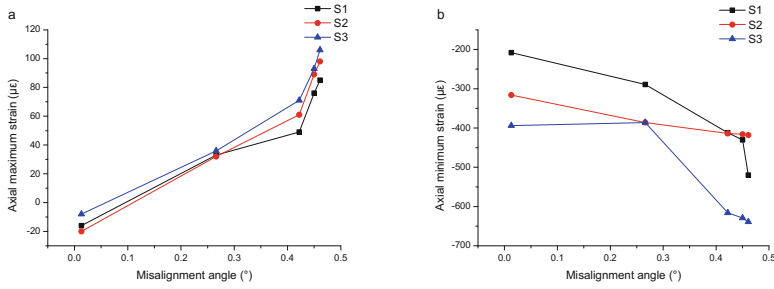 a
S1
S2
S3
120
100
80
60
40
20
0
-20
Axial maximum strain (με)
0.0 0.1 0.2 0.3 0.4 0.5
Misalignment angle (°)
b
S1
S2
S3
-200
-300
-400
-500
-600
-700
Axial minimum strain (με)
0.0 0.1 0.2 0.3 0.4 0.5
Misalignment angle (°)